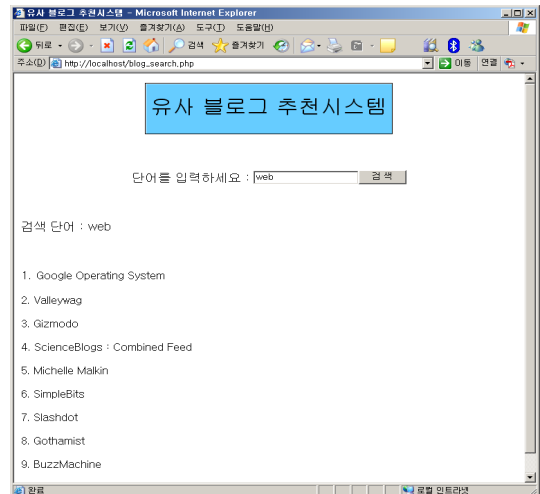 유사 블로그 추천시스템 - Microsoft Internet Explorer
파일(F) 편집(E) 보기(V) 즐겨찾기(A) 도구(T) 도움말(H)
뒤로 검색 즐겨찾기
주소(D) http://localhost/blog_search.php 이동 연결
유사 블로그 추천시스템
단어를 입력하세요 : web 검 색
검색 단어 : web
1. Google Operating System
2. Valleywag
3. Gizmodo
4. ScienceBlogs : Combined Feed
5. Michelle Malkin
6. SimpleBits
7. Slashdot
8. Gothamist
9. BuzzMachine
완료 로컬 인트라넷